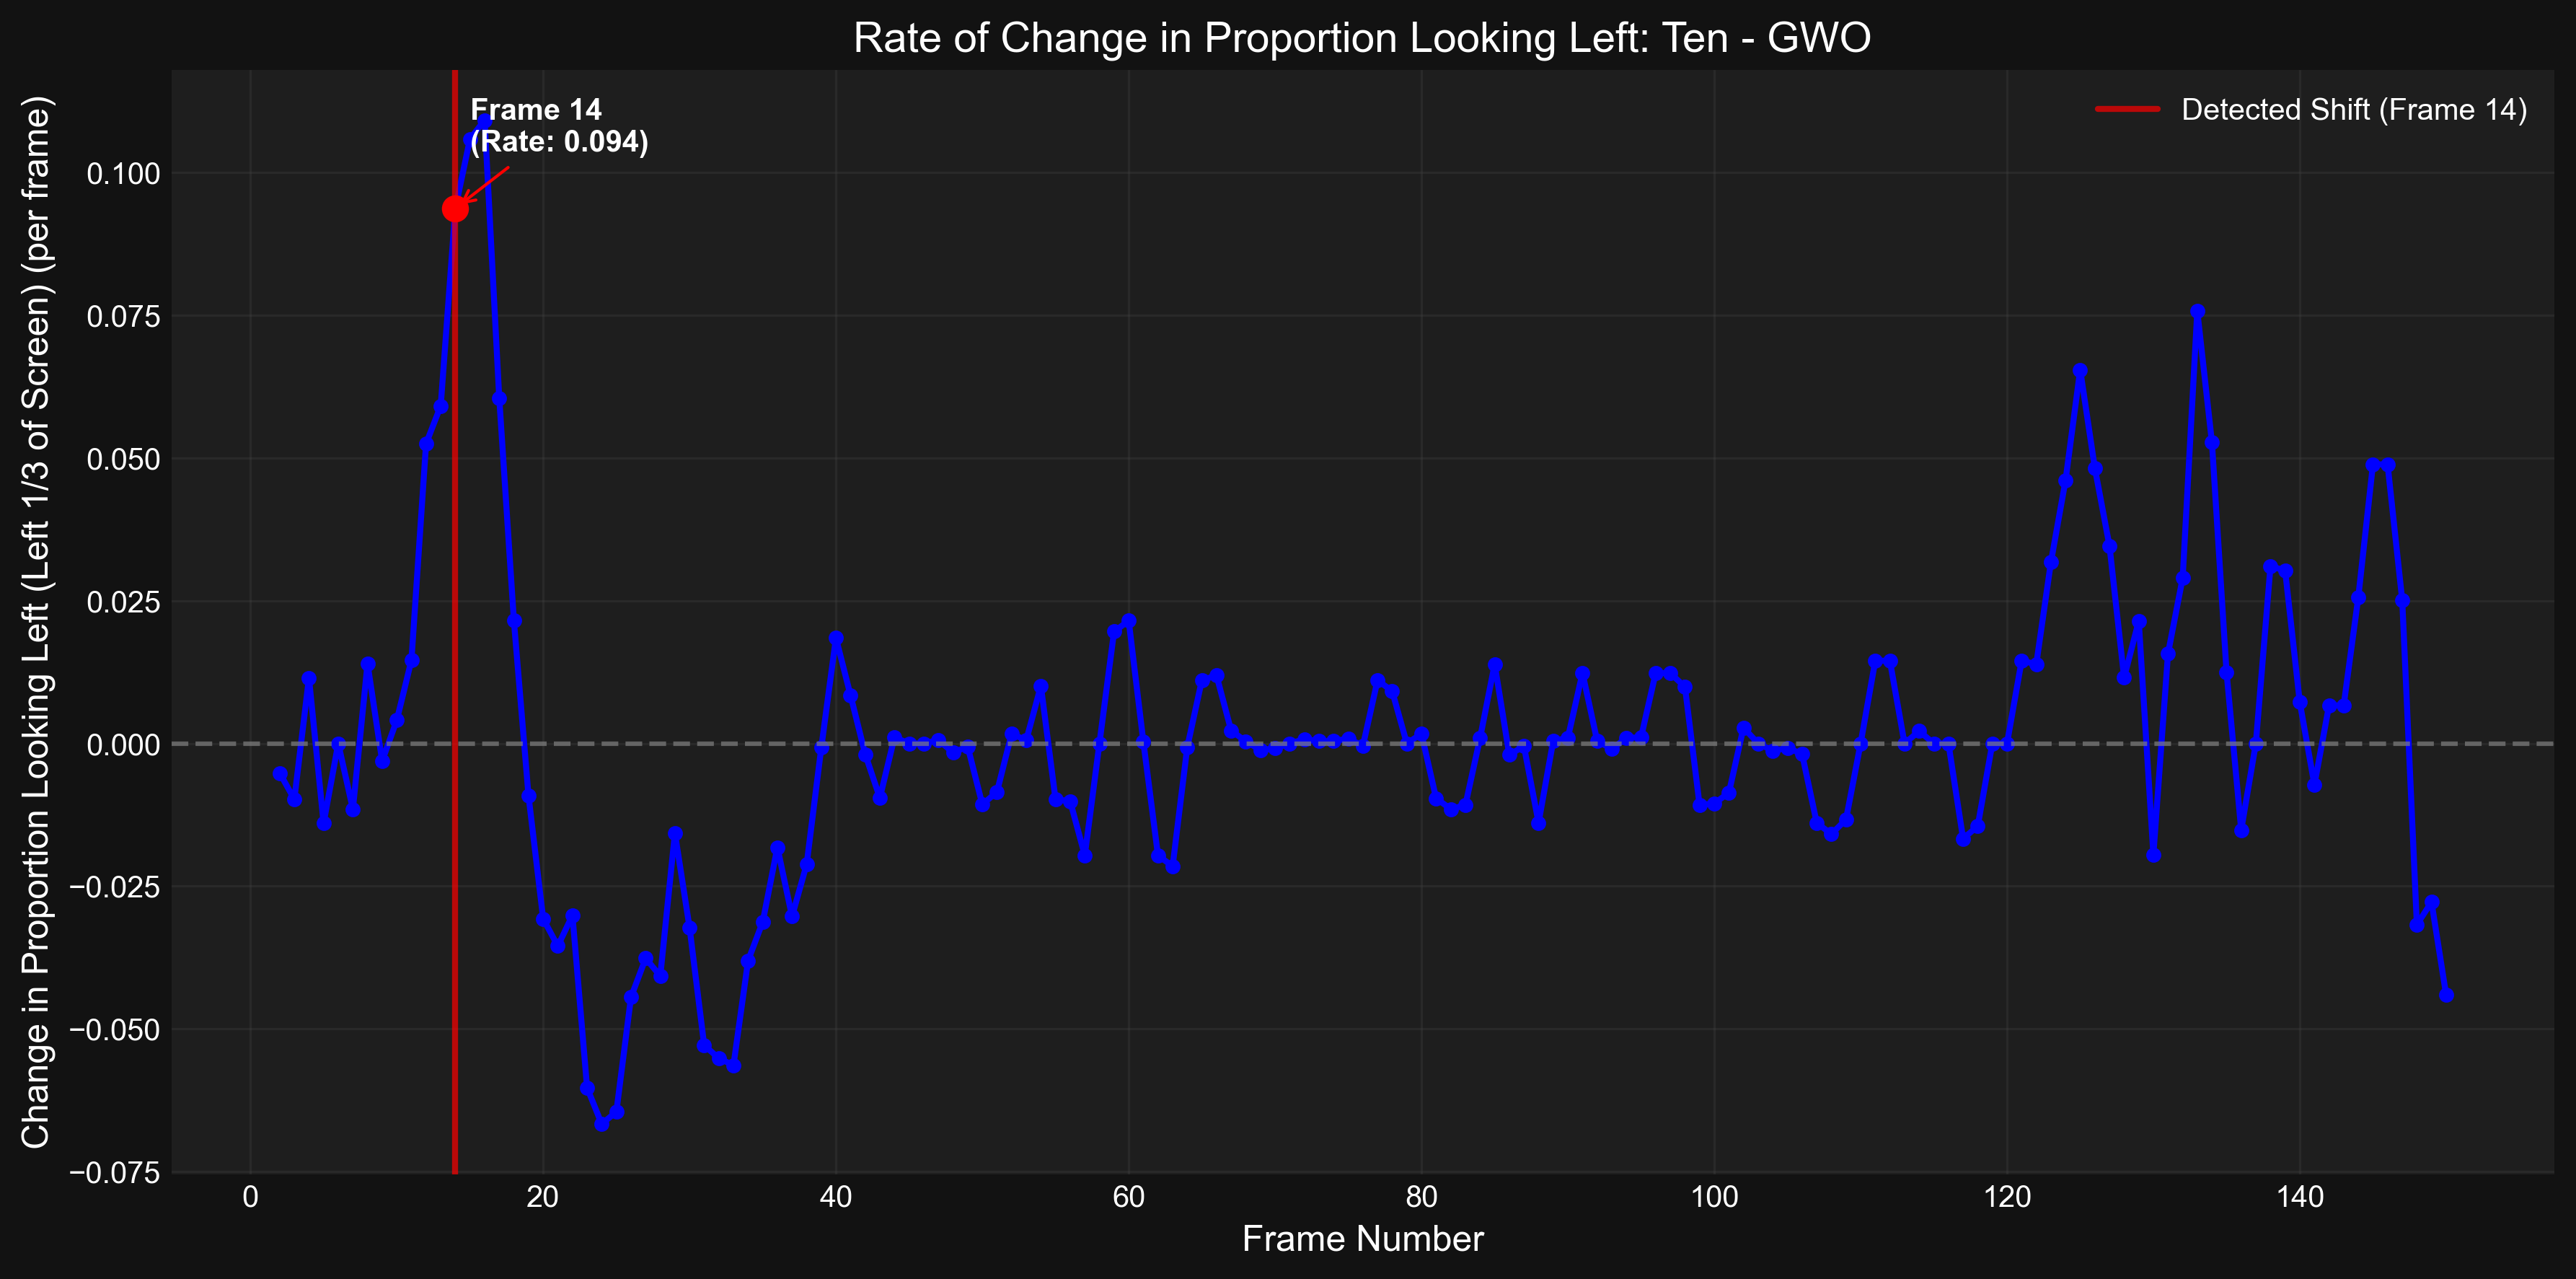 Rate of Change in Proportion Looking Left: Ten - GWO
Change in Proportion Looking Left (Left 1/3 of Screen) (per frame)
Frame 14
(Rate: 0.094)
Detected Shift (Frame 14)
0.100
0.075
0.050
0.025
0.000
−0.025
−0.050
−0.075
0 20 40 60 80 100 120 140
Frame Number